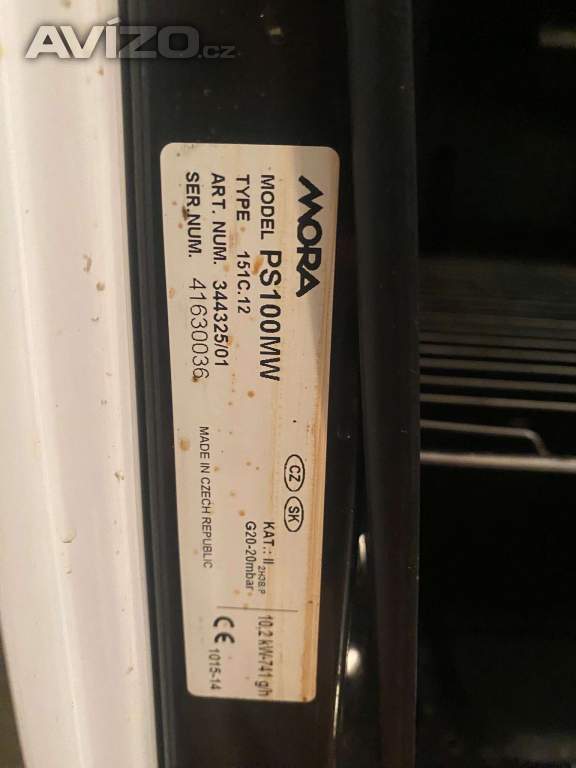 AVÍZO.cz
MORA
MODEL PS100MW
TYPE 151C.12
ART. NUM. 344325/01
SER.NUM. 41630036
MADE IN CZECH REPUBLIC
CZ SK
KAT.: II 2H3B/P
G20-20mbar
10,2 kW-741 g/h
CE 1015-14